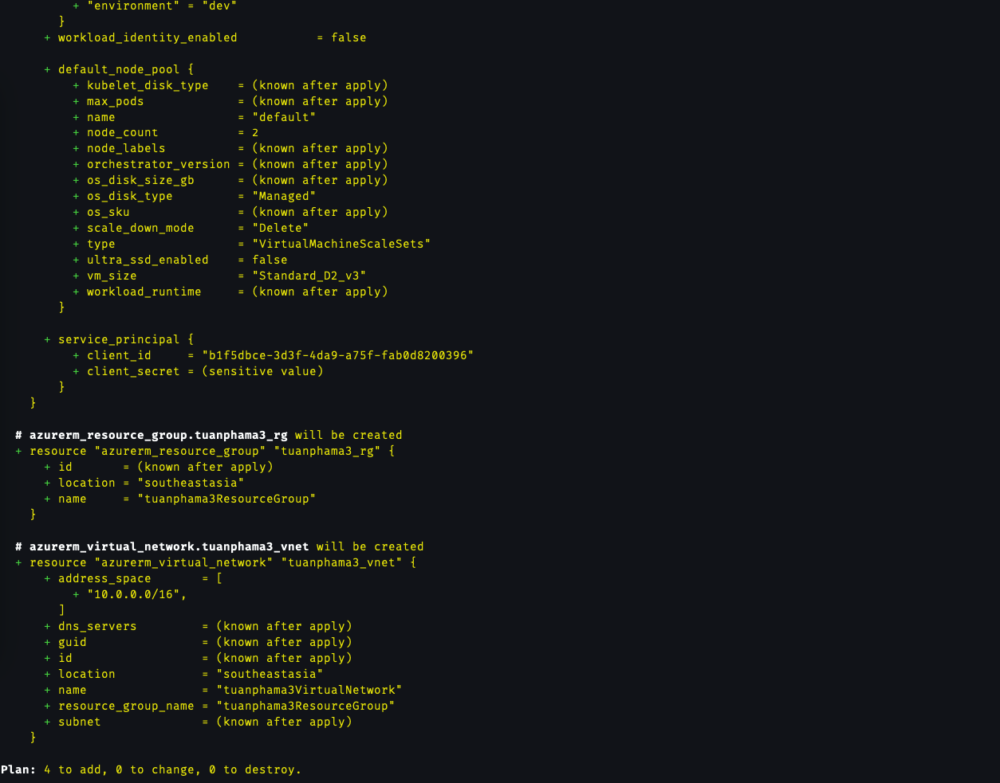 + "environment" = "dev"
}
+ workload_identity_enabled = false
+ default_node_pool {
+ kubelet_disk_type = (known after apply)
+ max_pods = (known after apply)
+ name = "default"
+ node_count = 2
+ node_labels = (known after apply)
+ orchestrator_version = (known after apply)
+ os_disk_size_gb = (known after apply)
+ os_disk_type = "Managed"
+ os_sku = (known after apply)
+ scale_down_mode = "Delete"
+ type = "VirtualMachineScaleSets"
+ ultra_ssd_enabled = false
+ vm_size = "Standard_D2_v3"
+ workload_runtime = (known after apply)
}
+ service_principal {
+ client_id = "b1f5dbce-3d3f-4da9-a75f-fab0d8200396"
+ client_secret = (sensitive value)
}
}
# azurerm_resource_group.tuanphama3_rg will be created
+ resource "azurerm_resource_group" "tuanphama3_rg" {
+ id = (known after apply)
+ location = "southeastasia"
+ name = "tuanphama3ResourceGroup"
}
# azurerm_virtual_network.tuanphama3_vnet will be created
+ resource "azurerm_virtual_network" "tuanphama3_vnet" {
+ address_space = [
+ "10.0.0.0/16",
]
+ dns_servers = (known after apply)
+ guid = (known after apply)
+ id = (known after apply)
+ location = "southeastasia"
+ name = "tuanphama3VirtualNetwork"
+ resource_group_name = "tuanphama3ResourceGroup"
+ subnet = (known after apply)
}
Plan: 4 to add, 0 to change, 0 to destroy.